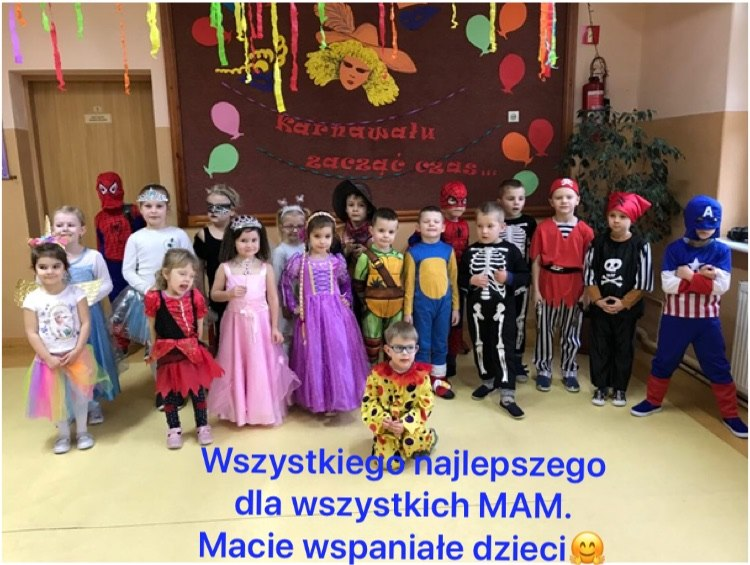 Karnawału
zacząć czas...
Wszystkiego najlepszego
dla wszystkich MAM.
Macie wspaniałe dzieci🤗